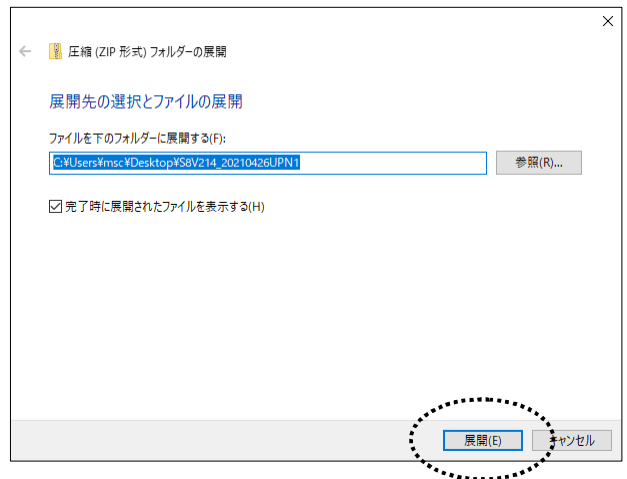 圧縮 (ZIP 形式) フォルダーの展開
展開先の選択とファイルの展開
ファイルを下のフォルダーに展開する(F):
C:¥Users¥msc¥Desktop¥S8V214_20210426UPN1
参照(R)...
完了時に展開されたファイルを表示する(H)
展開(E)
キャンセル